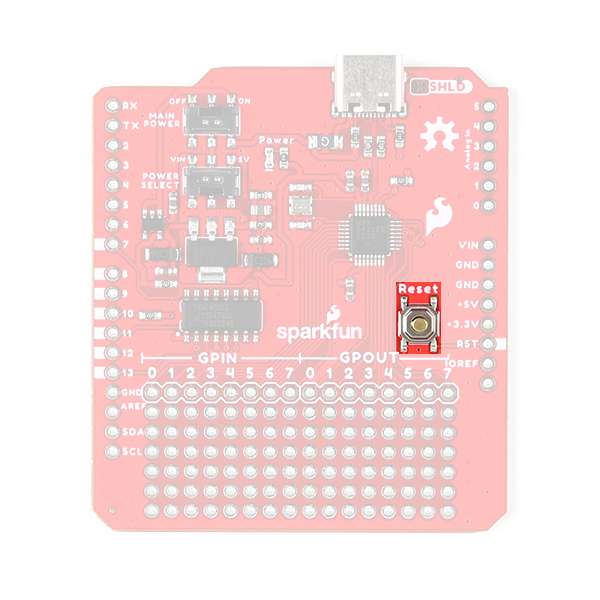 SHLD
OFF
ON
MAIN
POWER
RX
TX
2
3
4
5
6
7
8
9
10
11
12
13
GND
AREF
SDA
SCL
VIN
5V
POWER
SELECT
Power
Analog In
5
4
3
2
1
0
VIN
GND
GND
+5V
+3.3V
RST
IOREF
Reset
sparkfun
GPIN
GPOUT
0 1 2 3 4 5 6 7 0 1 2 3 4 5 6 7